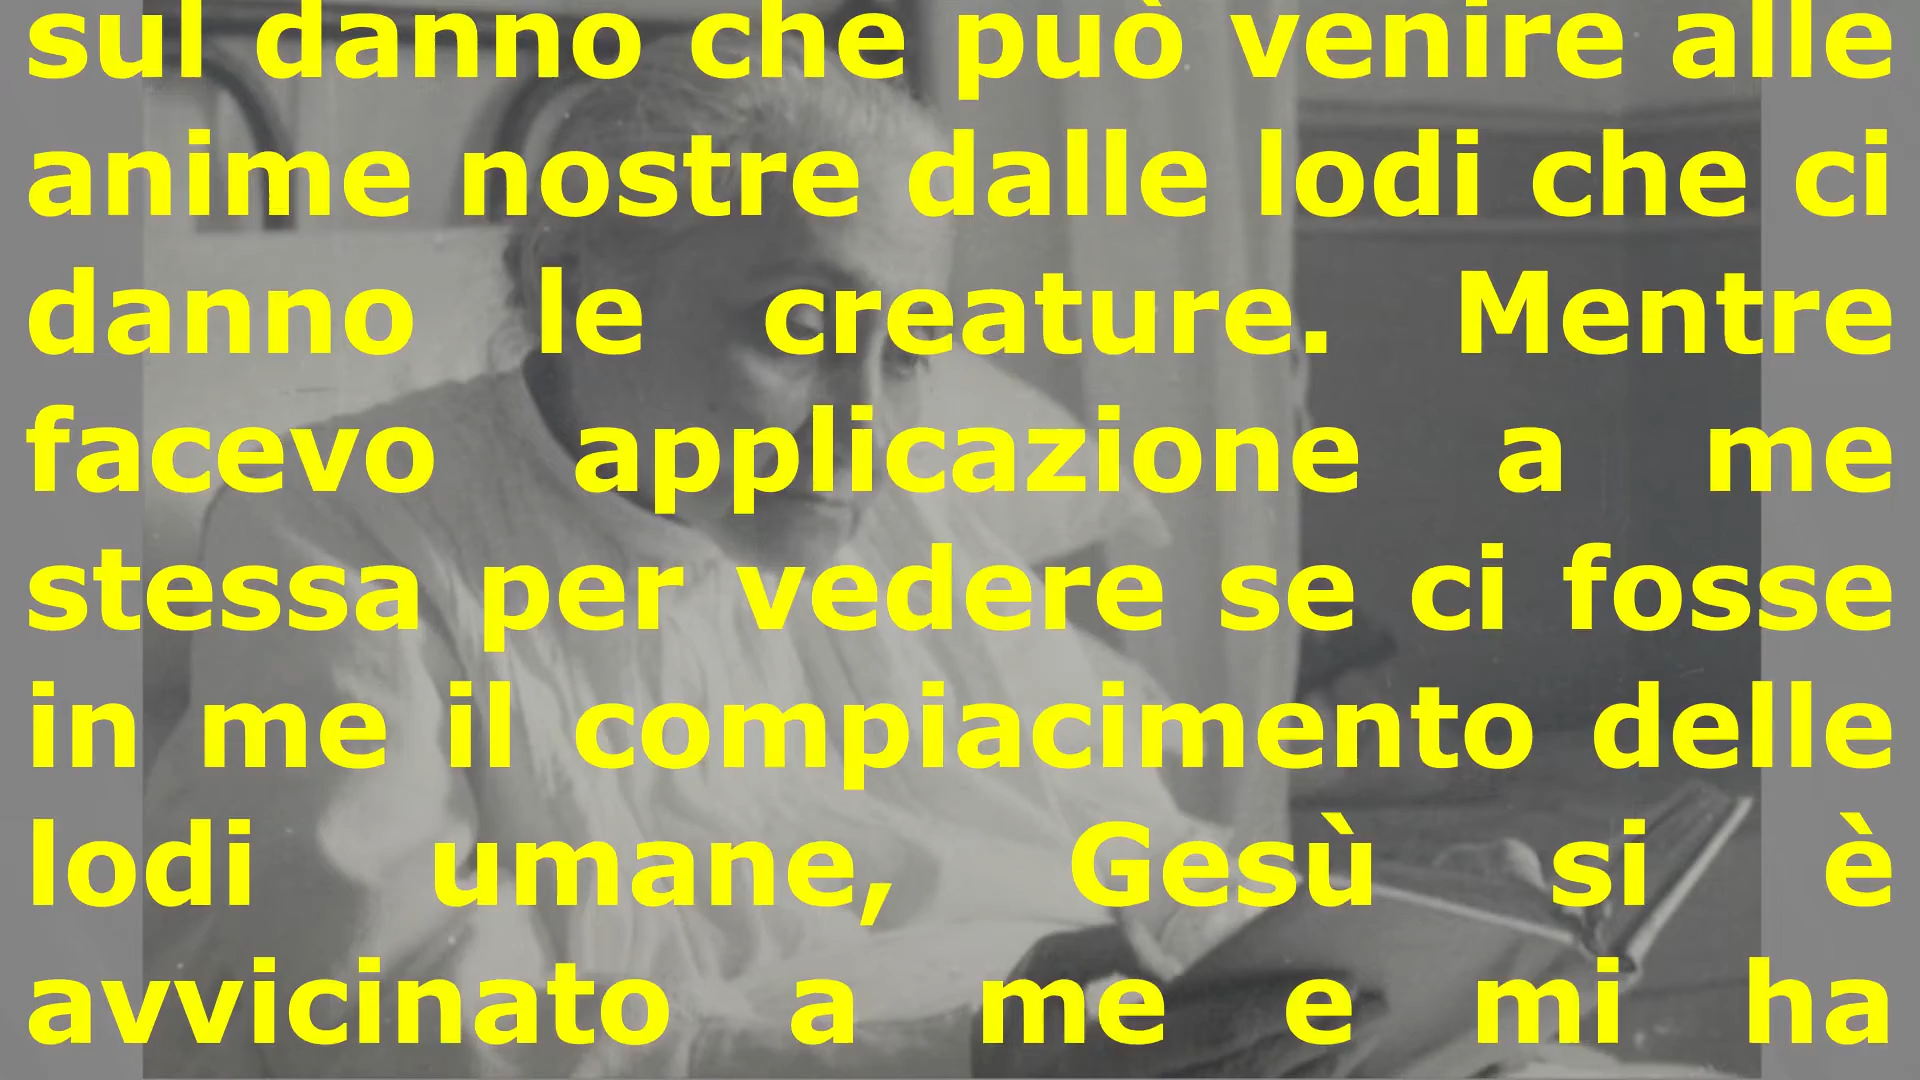 sul danno che può venire alle
anime nostre dalle lodi che ci
danno le creature. Mentre
facevo applicazione a me
stessa per vedere se ci fosse
in me il compiacimento delle
lodi umane, Gesù si è
avvicinato a me e mi ha